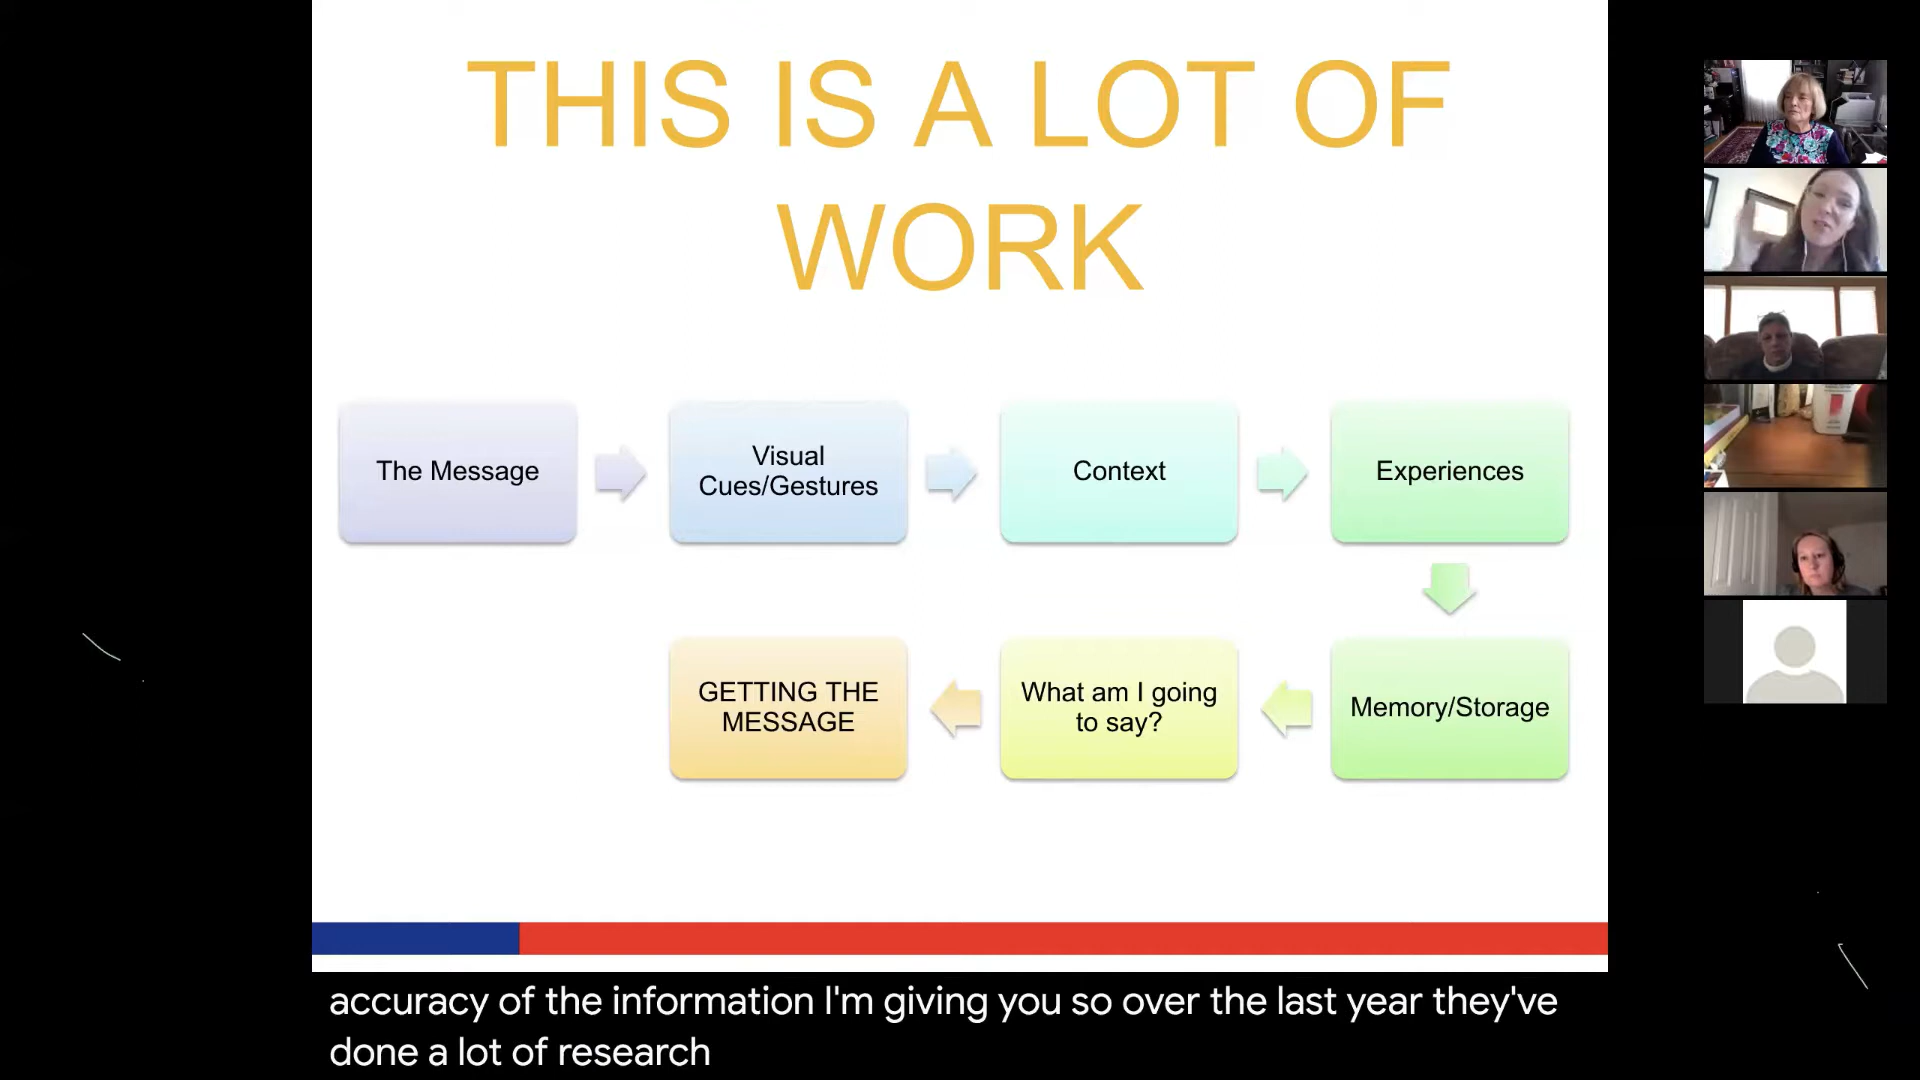 THIS IS A LOT OF
WORK
The Message
Visual
Cues/Gestures
Context
Experiences
GETTING THE
MESSAGE
What am I going
to say?
Memory/Storage
accuracy of the information I'm giving you so over the last year they've
done a lot of research